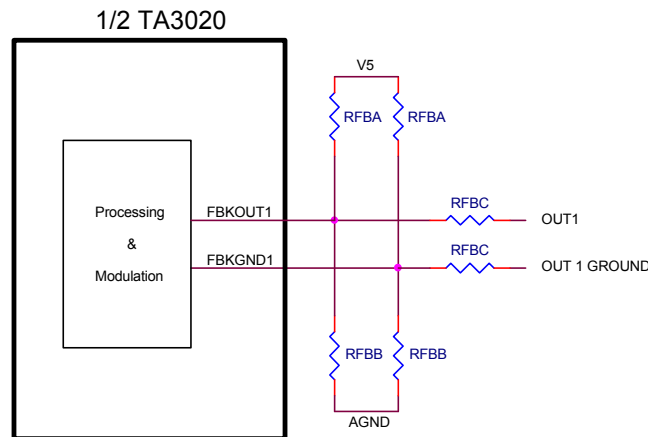 1/2 TA3020
V5
RFBA RFBA
Processing
&
Modulation
FBKOUT1
RFBC
OUT1
FBKGND1
RFBC
OUT 1 GROUND
RFBB RFBB
AGND